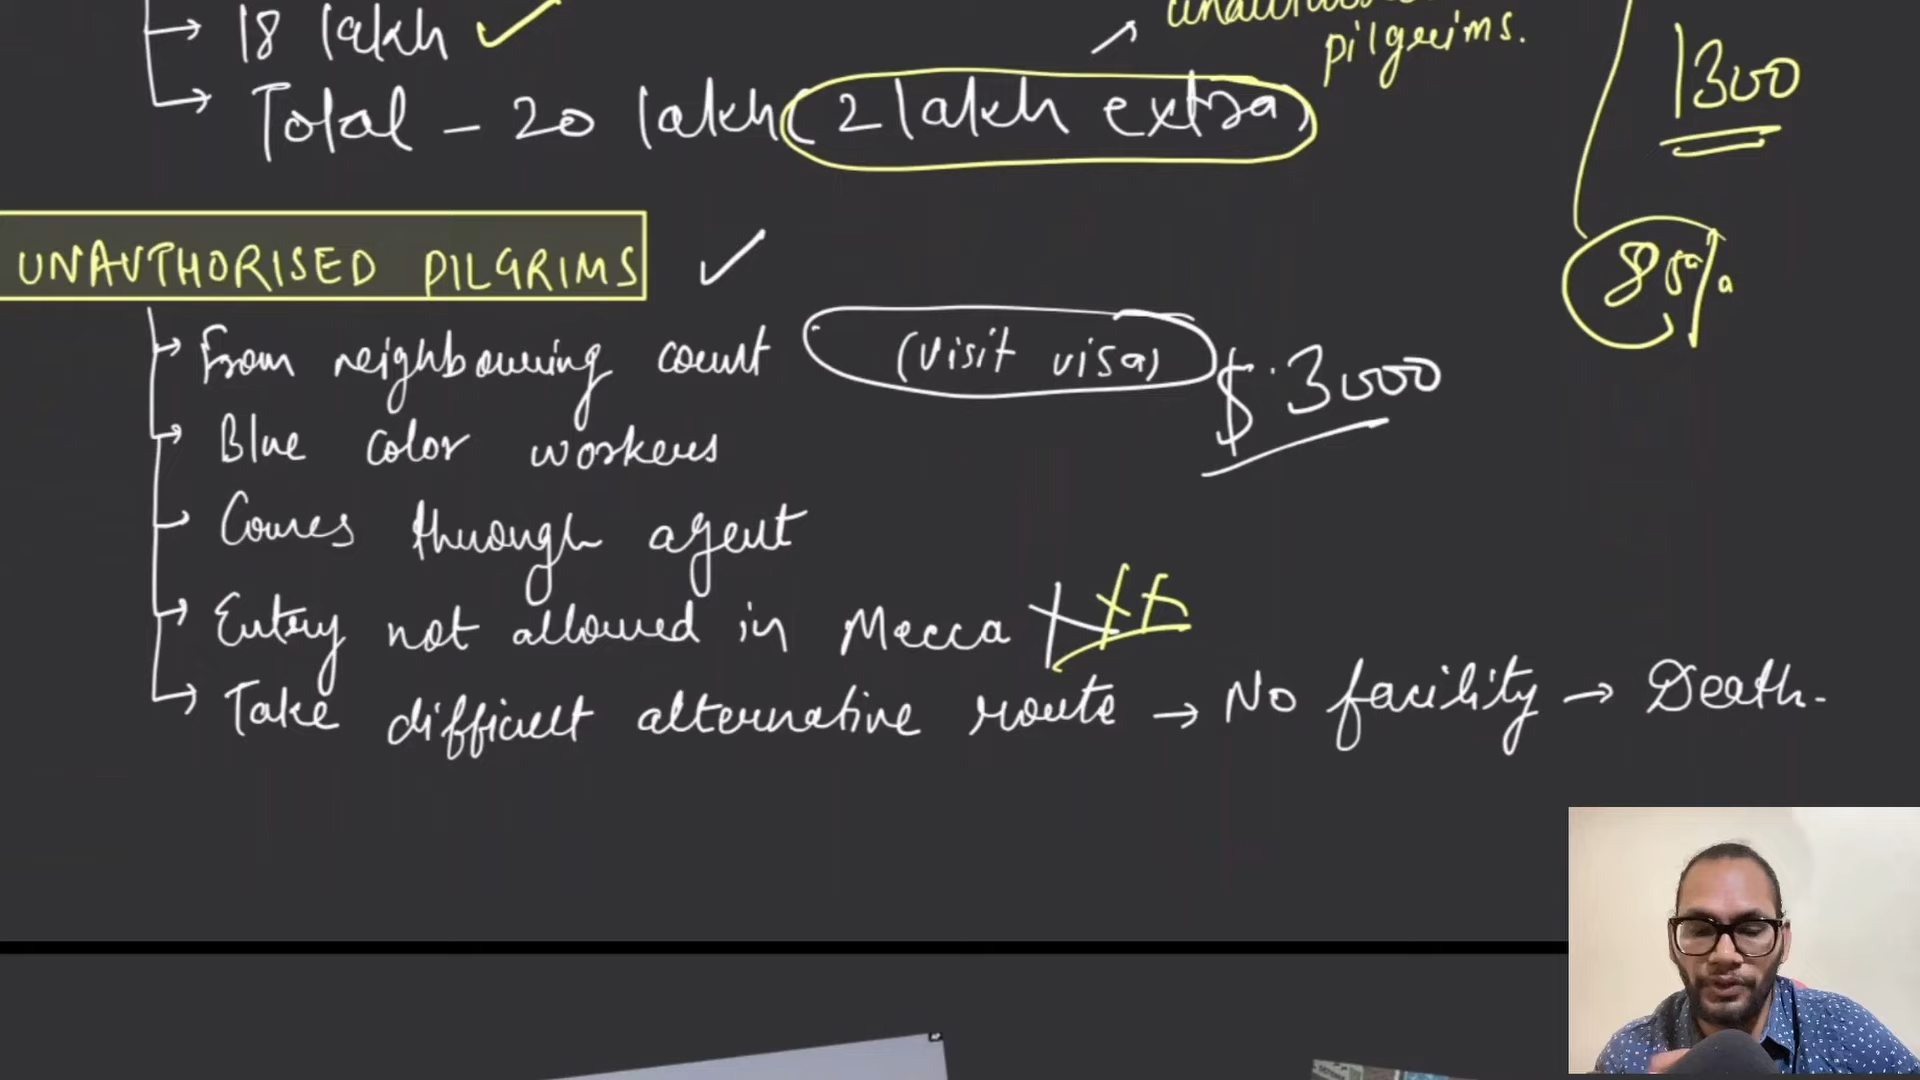 18 lakh
pilgrims.
Total - 20 lakh (2 lakh extra)
1300
UNAUTHORISED PILGRIMS
85%
From neighbouring count (visit visa)
$ 3000
Blue color workers
Comes through agent
Entry not allowed in Mecca
Take difficult alternative route → No facility → Death.